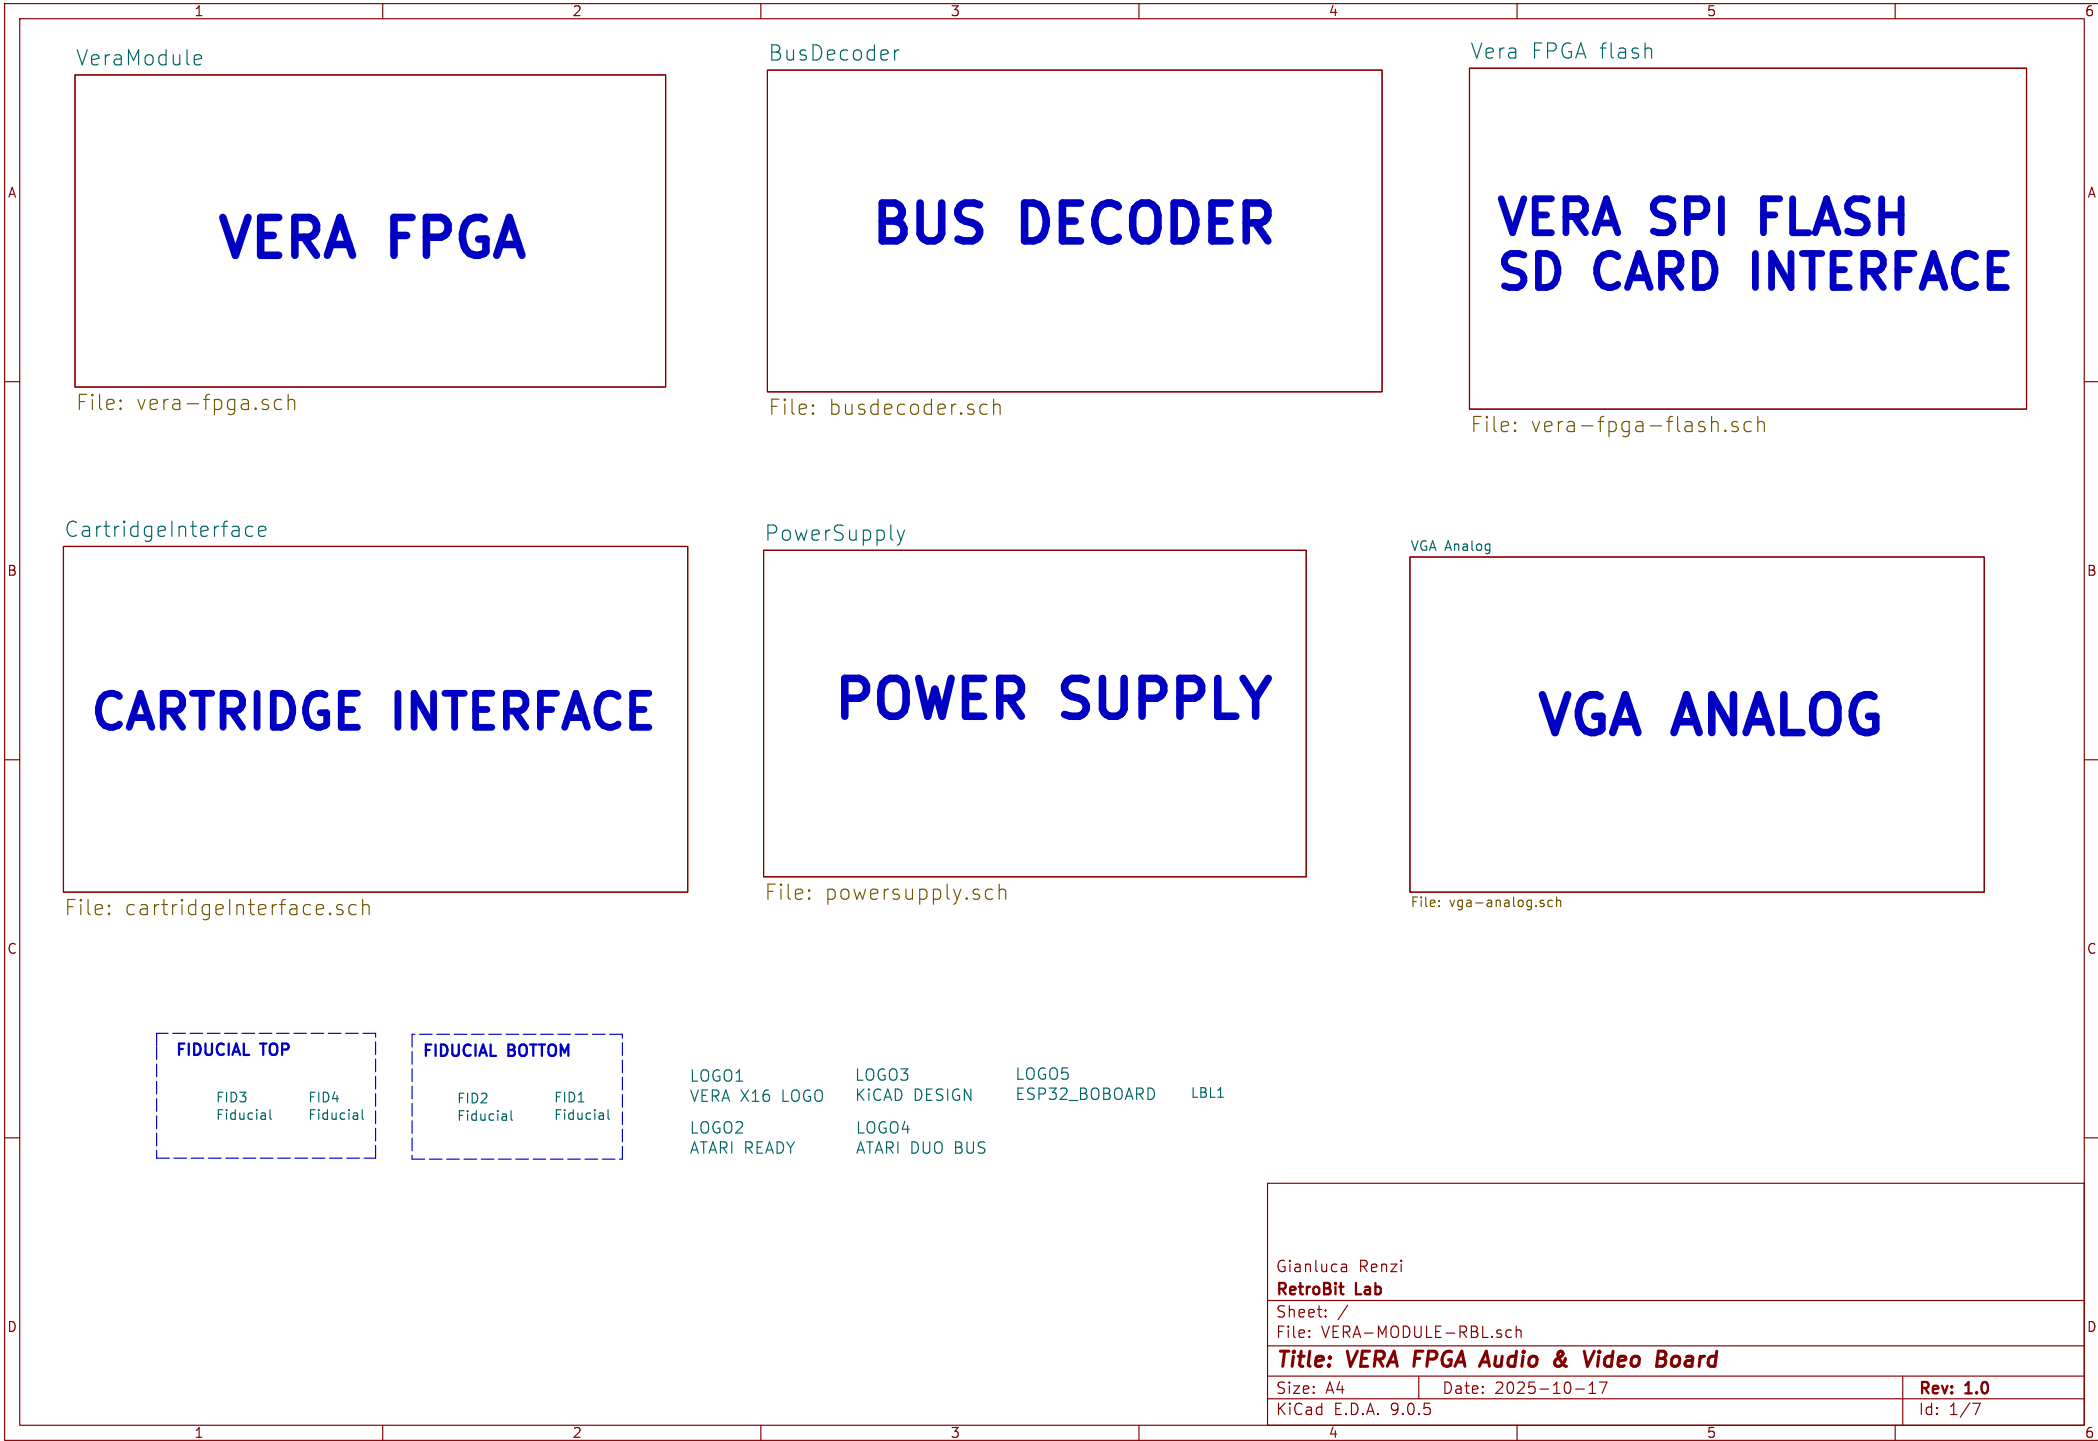 1 2 3 4 5 6
VeraModule
VERA FPGA
File: vera-fpga.sch
BusDecoder
BUS DECODER
File: busdecoder.sch
Vera FPGA flash
VERA SPI FLASH
SD CARD INTERFACE
File: vera-fpga-flash.sch
A A
CartridgeInterface
CARTRIDGE INTERFACE
File: cartridgeInterface.sch
PowerSupply
POWER SUPPLY
File: powersupply.sch
VGA Analog
VGA ANALOG
File: vga-analog.sch
B B
C C
FIDUCIAL TOP
FID3
Fiducial
FID4
Fiducial
FIDUCIAL BOTTOM
FID2
Fiducial
FID1
Fiducial
LOGO1
VERA X16 LOGO
LOGO2
ATARI READY
LOGO3
KiCAD DESIGN
LOGO4
ATARI DUO BUS
LOGO5
ESP32_BOBOARD
LBL1
D D
Gianluca Renzi
RetroBit Lab
Sheet: /
File: VERA-MODULE-RBL.sch
Title: VERA FPGA Audio & Video Board
Size: A4 Date: 2025-10-17 Rev: 1.0
KiCad E.D.A. 9.0.5 Id: 1/7
1 2 3 4 5 6